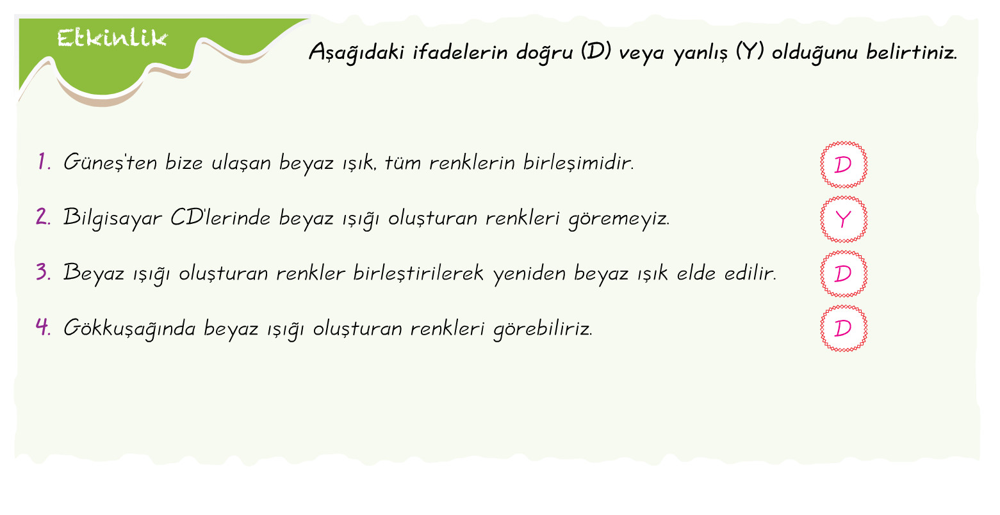 Etkinlik
Aşağıdaki ifadelerin doğru (D) veya yanlış (Y) olduğunu belirtiniz.
1. Güneş'ten bize ulaşan beyaz ışık, tüm renklerin birleşimidir. D
2. Bilgisayar CD'lerinde beyaz ışığı oluşturan renkleri göremeyiz. Y
3. Beyaz ışığı oluşturan renkler birleştirilerek yeniden beyaz ışık elde edilir. D
4. Gökkuşağında beyaz ışığı oluşturan renkleri görebiliriz. D